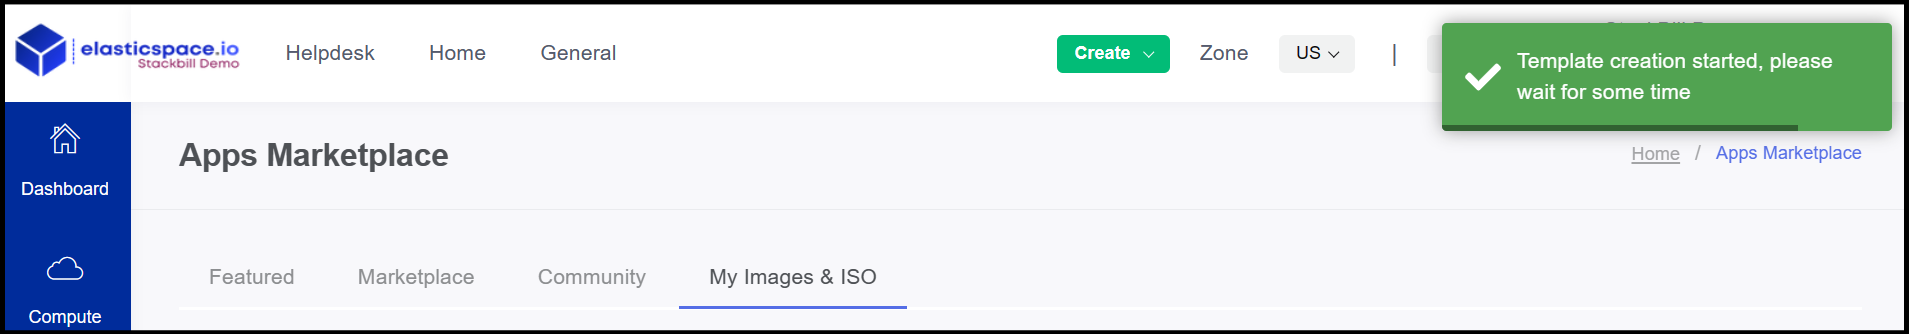 elasticspace.io
Stackbill Demo
Helpdesk Home General Create Zone US |
Template creation started, please
wait for some time
Dashboard
Apps Marketplace
Home / Apps Marketplace
Featured Marketplace Community My Images & ISO
Compute